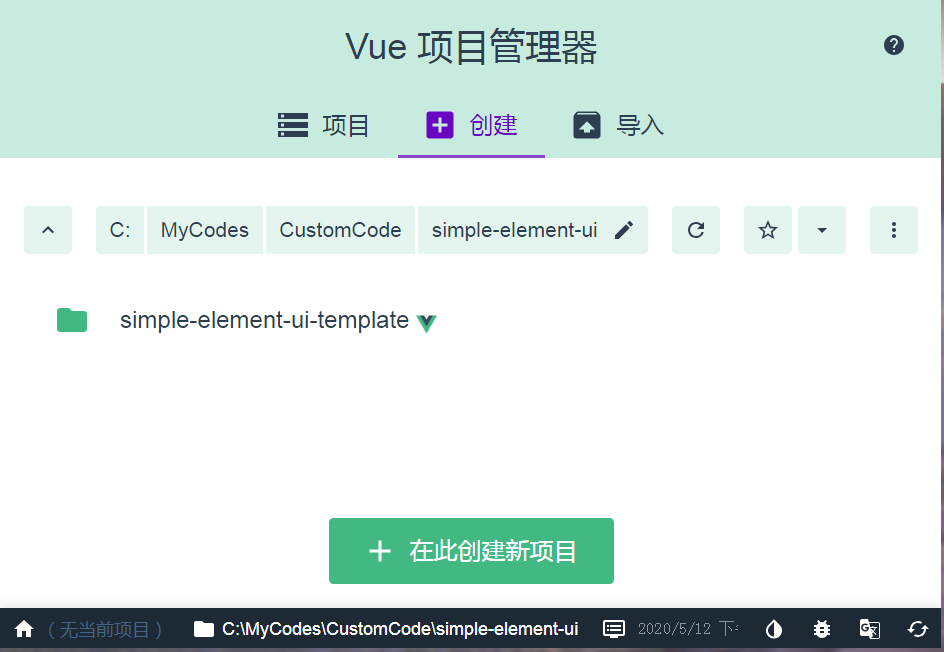 Vue 项目管理器
项目 创建 导入
C: MyCodes CustomCode simple-element-ui
simple-element-ui-template
在此创建新项目
( 无当前项目 ) C:\MyCodes\CustomCode\simple-element-ui 2020/5/12 下